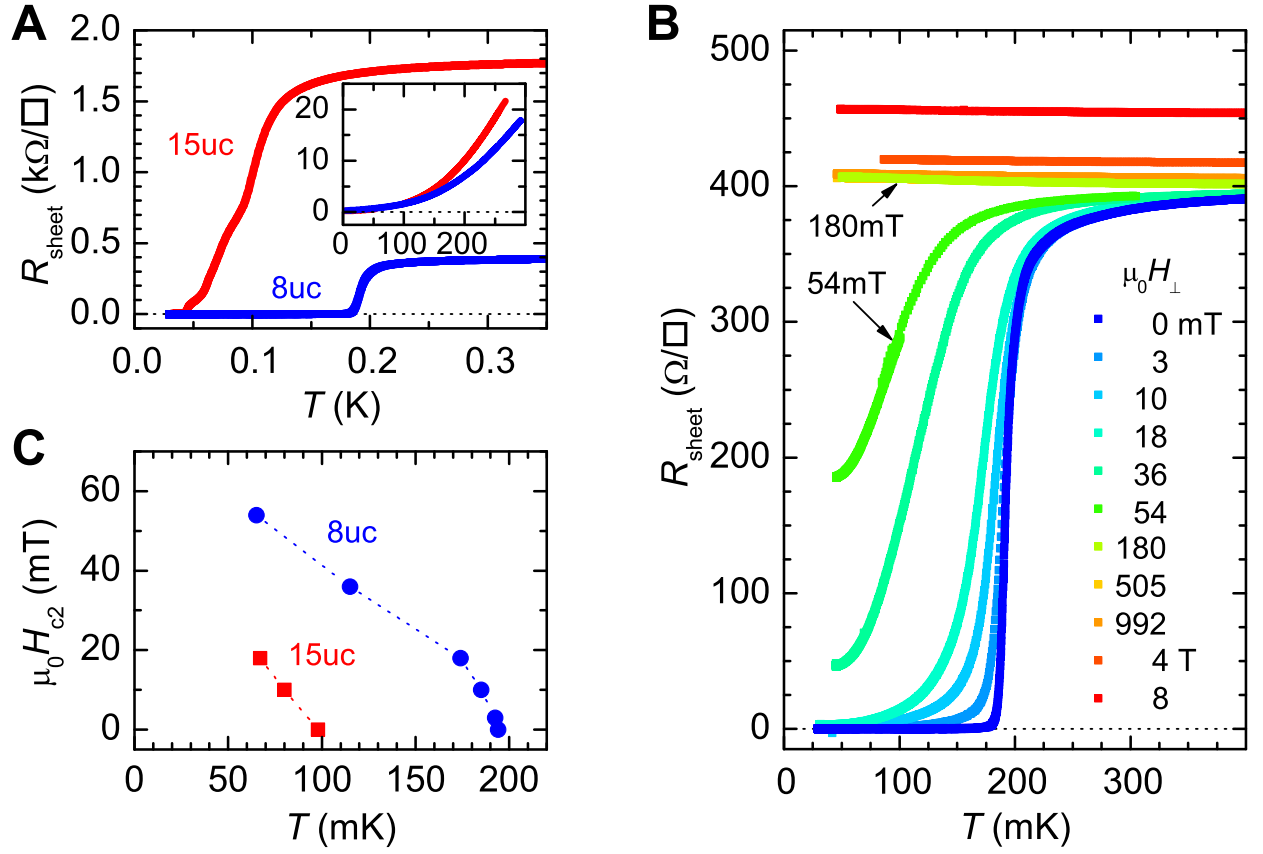 A
R_sheet (kΩ/□)
2.0
1.5
1.0
0.5
0.0
15uc
8uc
20
10
0
0 100 200
0.0 0.1 0.2 0.3
T (K)
B
R_sheet (Ω/□)
500
400
300
200
100
0
180mT
54mT
μ₀H⊥
0 mT
3
10
18
36
54
180
505
992
4 T
8
0 100 200 300
T (mK)
C
μ₀H_c2 (mT)
60
40
20
0
8uc
15uc
0 50 100 150 200
T (mK)